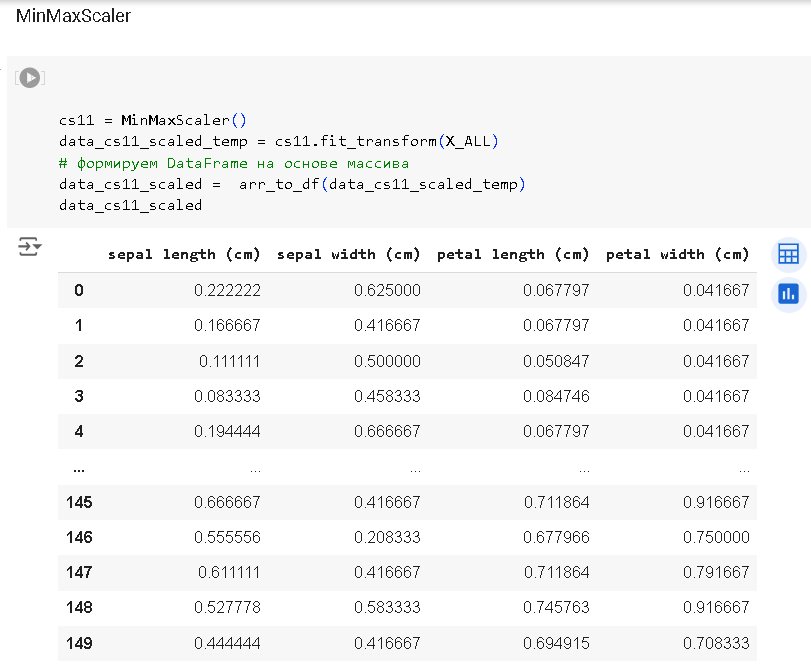 MinMaxScaler
cs11 = MinMaxScaler()
data_cs11_scaled_temp = cs11.fit_transform(X_ALL)
# формируем DataFrame на основе массива
data_cs11_scaled =  arr_to_df(data_cs11_scaled_temp)
data_cs11_scaled
sepal length (cm) sepal width (cm) petal length (cm) petal width (cm)
0 0.222222 0.625000 0.067797 0.041667
1 0.166667 0.416667 0.067797 0.041667
2 0.111111 0.500000 0.050847 0.041667
3 0.083333 0.458333 0.084746 0.041667
4 0.194444 0.666667 0.067797 0.041667
... ... ... ... ...
145 0.666667 0.416667 0.711864 0.916667
146 0.555556 0.208333 0.677966 0.750000
147 0.611111 0.416667 0.711864 0.791667
148 0.527778 0.583333 0.745763 0.916667
149 0.444444 0.416667 0.694915 0.708333